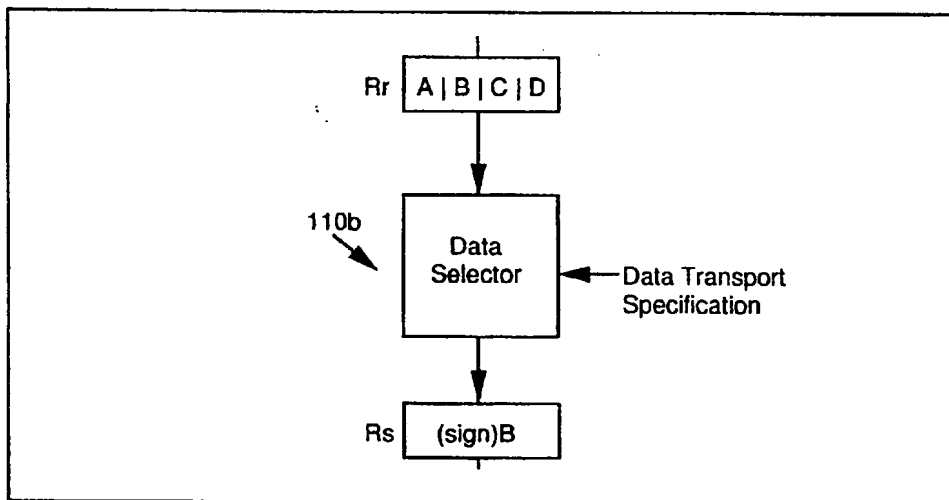 Rr A | B | C | D
110b
Data
Selector
Data Transport
Specification
Rs (sign)B